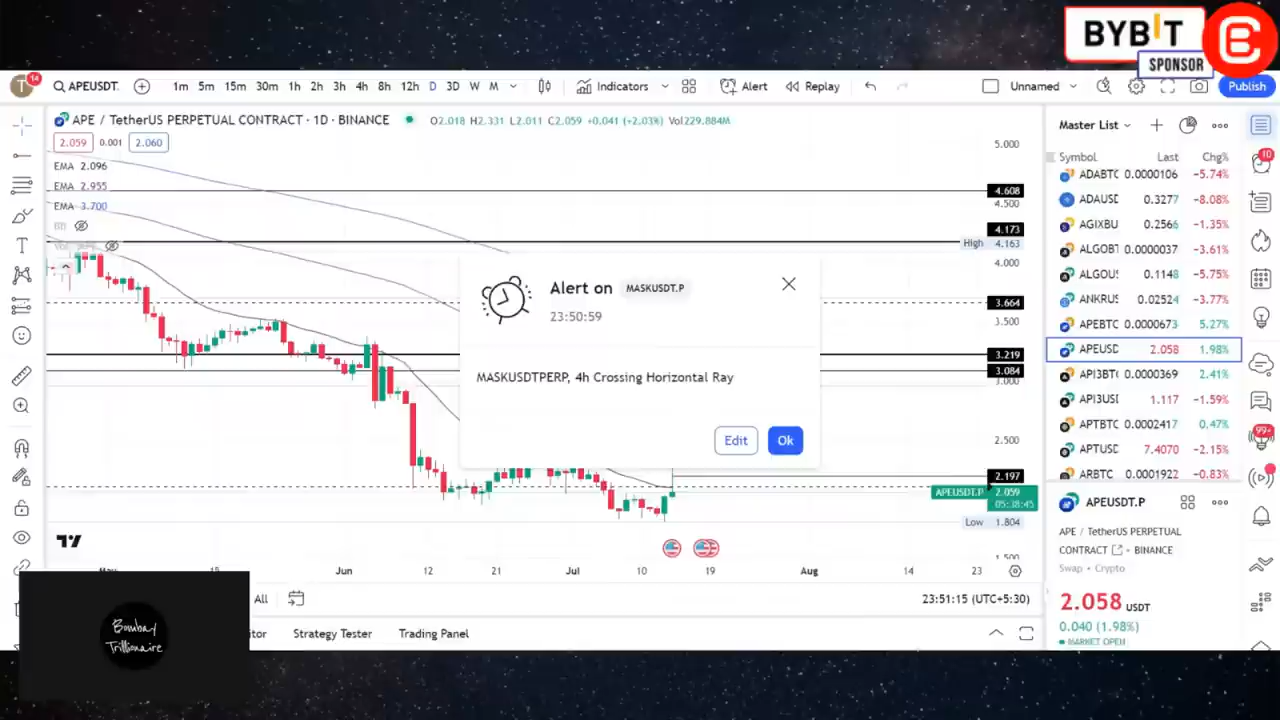 BYBIT
SPONSOR
T 14 APEUSDT. 1m 5m 15m 30m 1h 2h 3h 4h 8h 12h D 3D W M Indicators Alert Replay Unnamed Publish
APE / TetherUS PERPETUAL CONTRACT · 1D · BINANCE O2.018 H2.331 L2.011 C2.059 +0.041 (+2.03%) Vol229.884M
2.059 0.001 2.060
EMA 2.096
EMA 2.955
EMA 3.700
5.000
4.608
4.500
4.173
High 4.163
4.000
3.664
3.500
3.219
3.084
3.000
2.500
2.197
APEUSDT.P 2.059
05:38:45
Low 1.804
1.500
Alert on MASKUSDT.P
23:50:59
MASKUSDTPERP, 4h Crossing Horizontal Ray
Edit Ok
Jun 12 21 Jul 10 19 Aug 14 23
All 23:51:15 (UTC+5:30)
Strategy Tester Trading Panel
Bombay
Trillionaire
Master List
Symbol Last Chg%
ADABTC 0.0000106 -5.74%
ADAUSD 0.3277 -8.08%
AGIXBU 0.2566 -1.35%
ALGOBT 0.0000037 -3.61%
ALGOUS 0.1148 -5.75%
ANKRUS 0.02524 -3.77%
APEBTC 0.0000673 5.27%
APEUSD 2.058 1.98%
API3BT 0.0000369 2.41%
API3US 1.117 -1.59%
APTBTC 0.0002417 0.47%
APTUSD 7.4070 -2.15%
ARBTC 0.0001922 -0.83%
APEUSDT.P
APE / TetherUS PERPETUAL
CONTRACT · BINANCE
Swap • Crypto
2.058 USDT
0.040 (1.98%)
MARKET OPEN
10
99+